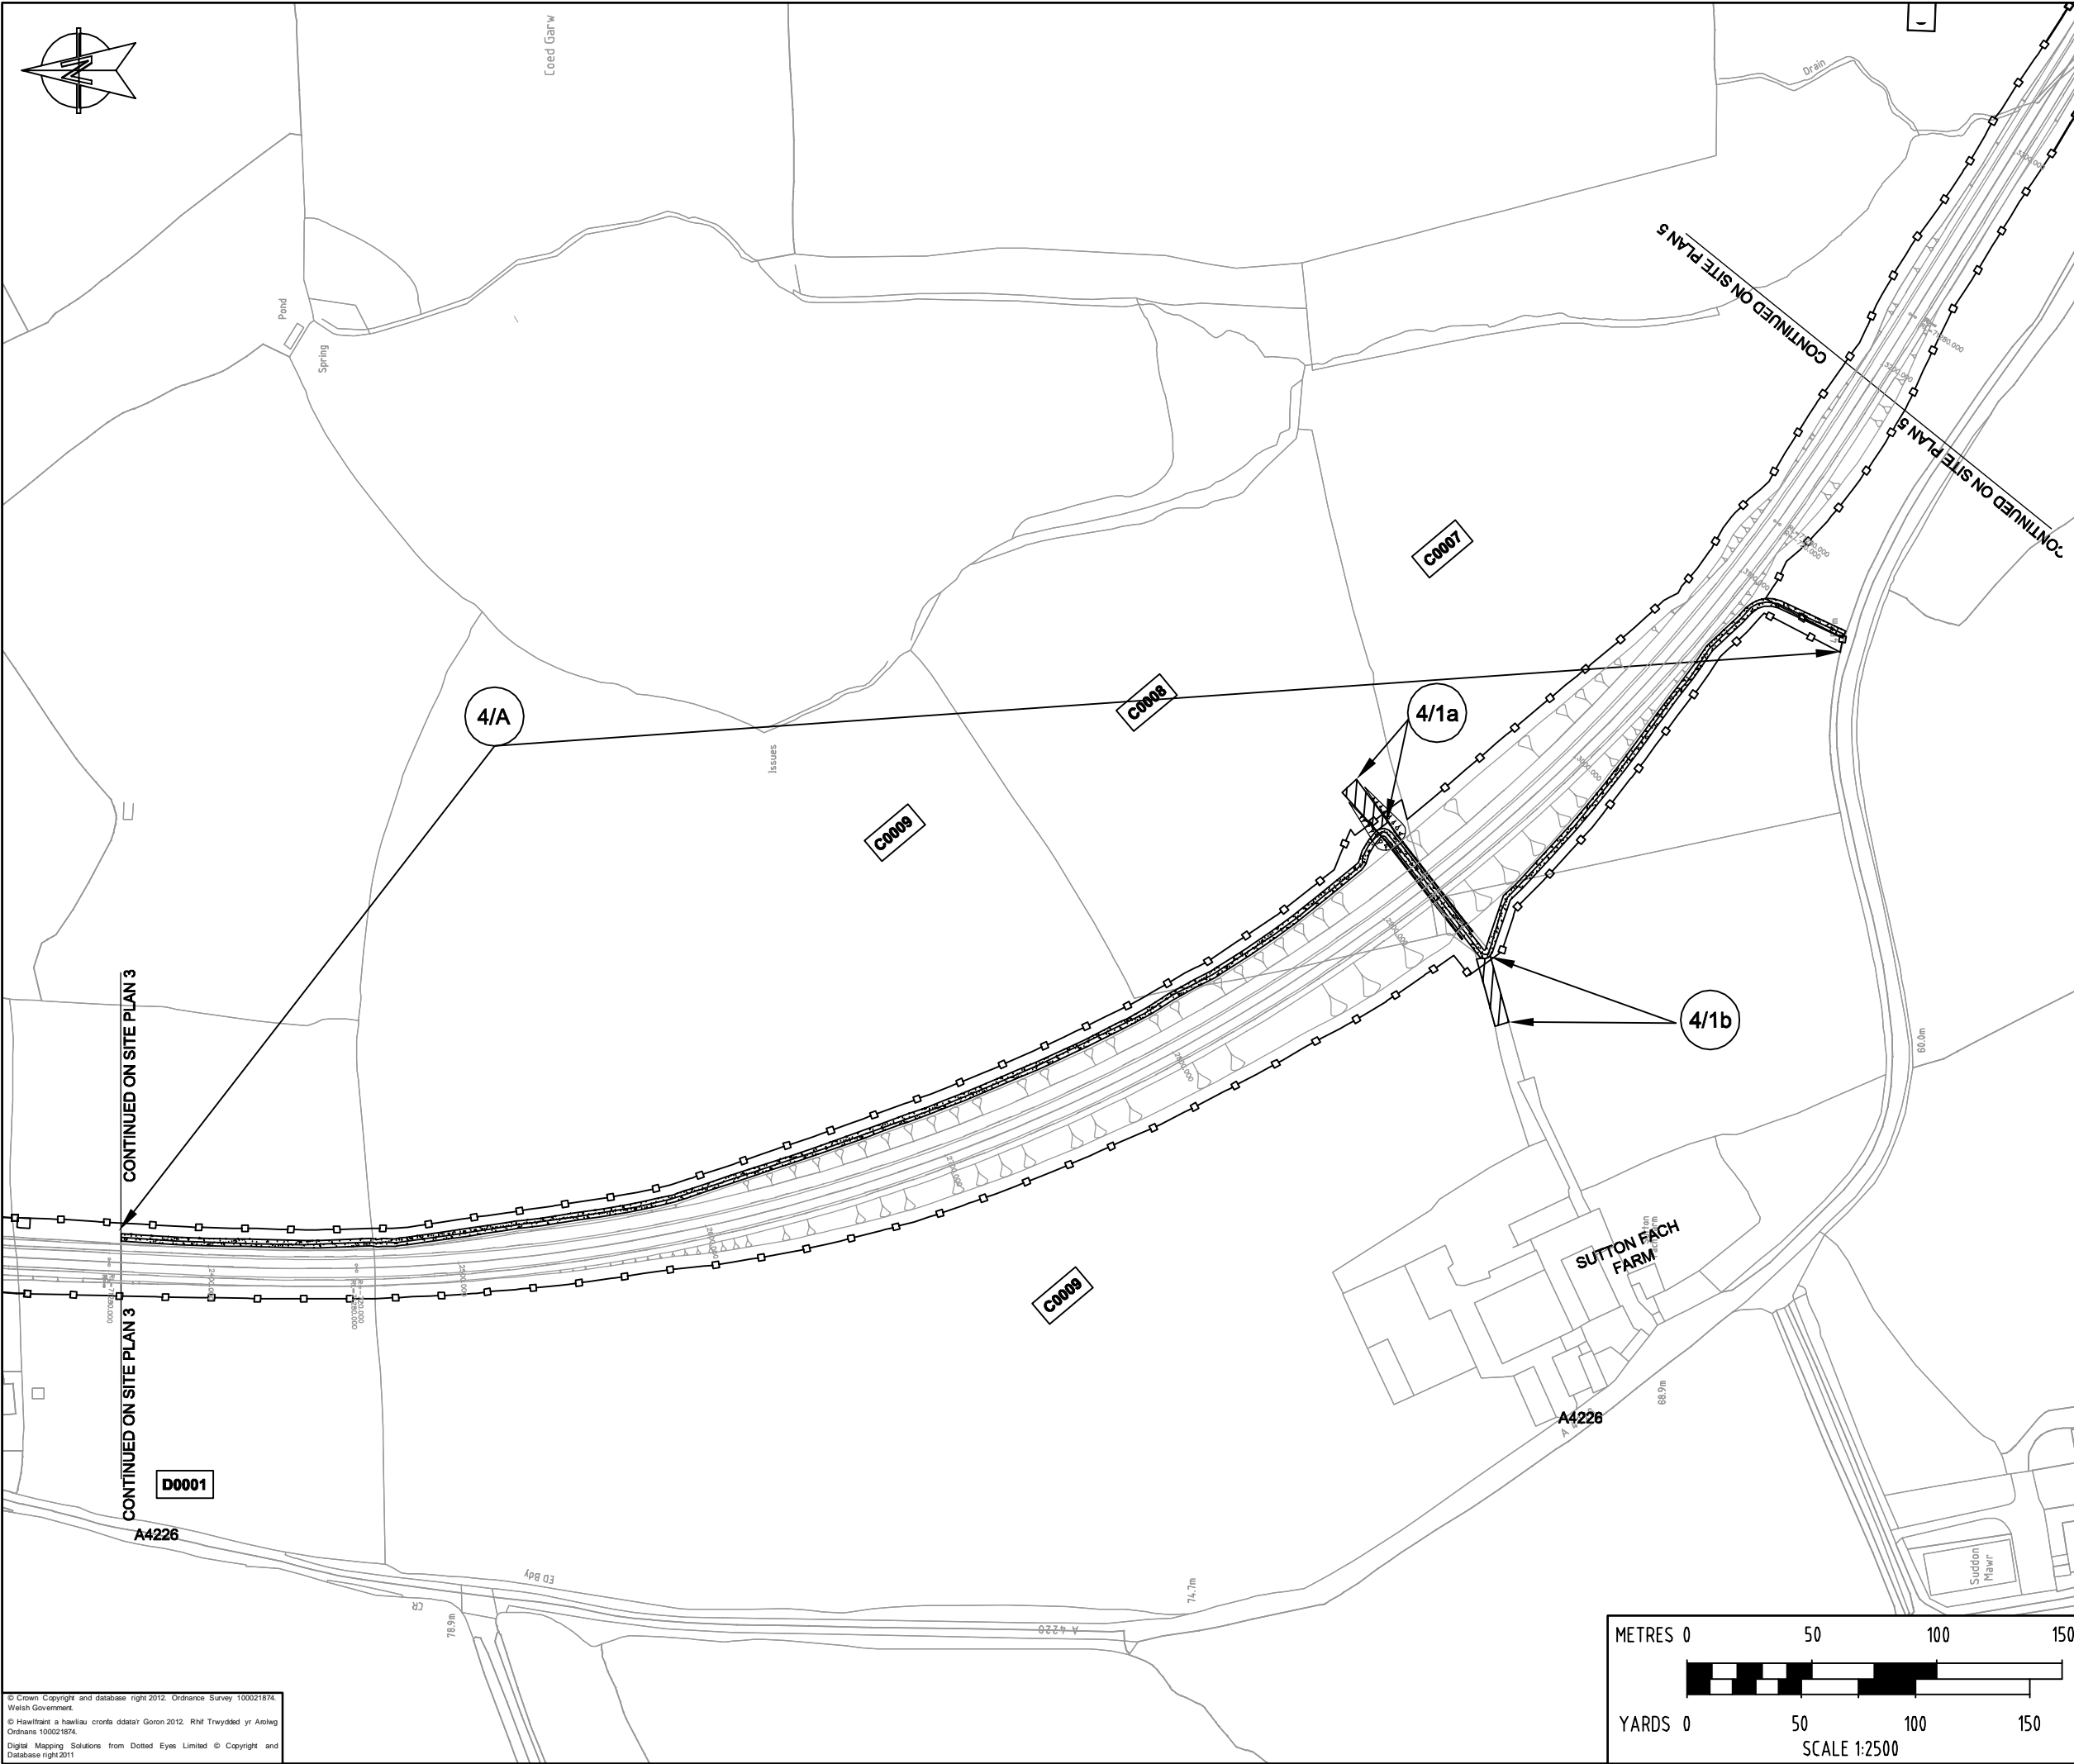 N
Coed Garw
Drain
Pond
Spring
Issues
CONTINUED ON SITE PLAN 5
CONTINUED ON SITE PLAN 5
C0007
C0008
C0009
4/A
4/1a
4/1b
CONTINUED ON SITE PLAN 3
CONTINUED ON SITE PLAN 3
C0009
D0001
A4226
SUTTON FACH
FARM
A4226
60.0m
68.9m
74.7m
78.9m
ED Bdy
CR
Suddon
Mawr
METRES 0 50 100 150
YARDS 0 50 100 150
SCALE 1:2500
© Crown Copyright and database right 2012. Ordnance Survey 100021874.
Welsh Government.
© Hawlfraint a hawliau cronfa ddata'r Goron 2012. Rhif Trwydded yr Arolwg
Ordnans 100021874.
Digital Mapping Solutions from Dotted Eyes Limited © Copyright and
Database right 2011